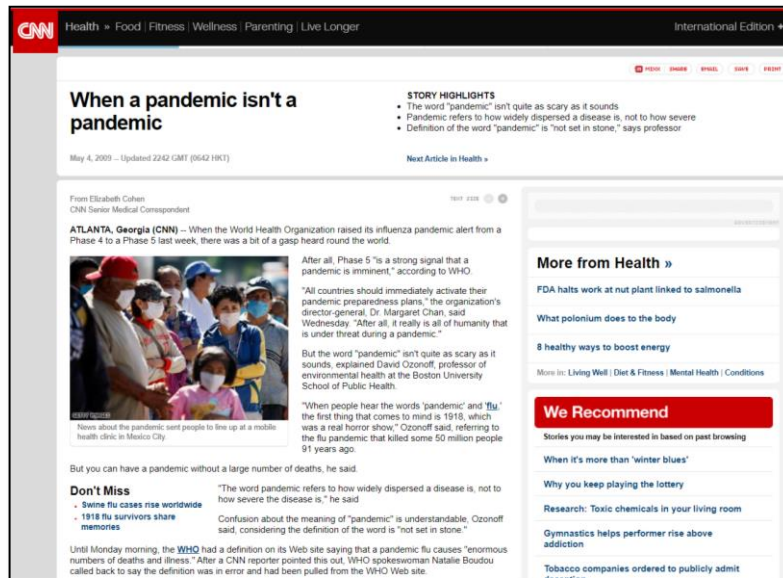 CNN
Health » Food | Fitness | Wellness | Parenting | Live Longer
International Edition
MIXX SHARE EMAIL SAVE PRINT
When a pandemic isn't a
pandemic
May 4, 2009 -- Updated 2242 GMT (0642 HKT)
STORY HIGHLIGHTS
• The word "pandemic" isn't quite as scary as it sounds
• Pandemic refers to how widely dispersed a disease is, not to how severe
• Definition of the word "pandemic" is "not set in stone," says professor
Next Article in Health »
From Elizabeth Cohen
CNN Senior Medical Correspondent
TEXT SIZE
ATLANTA, Georgia (CNN) -- When the World Health Organization raised its influenza pandemic alert from a
Phase 4 to a Phase 5 last week, there was a bit of a gasp heard round the world.
After all, Phase 5 "is a strong signal that a
pandemic is imminent," according to WHO.
"All countries should immediately activate their
pandemic preparedness plans," the organization's
director-general, Dr. Margaret Chan, said
Wednesday. "After all, it really is all of humanity that
is under threat during a pandemic."
But the word "pandemic" isn't quite as scary as it
sounds, explained David Ozonoff, professor of
environmental health at the Boston University
School of Public Health.
"When people hear the words 'pandemic' and 'flu,'
the first thing that comes to mind is 1918, which
was a real horror show," Ozonoff said, referring to
the flu pandemic that killed some 50 million people
91 years ago.
GETTY IMAGES
News about the pandemic sent people to line up at a mobile
health clinic in Mexico City
But you can have a pandemic without a large number of deaths, he said.
Don't Miss
Swine flu cases rise worldwide
1918 flu survivors share
memories
"The word pandemic refers to how widely dispersed a disease is, not to
how severe the disease is," he said
Confusion about the meaning of "pandemic" is understandable, Ozonoff
said, considering the definition of the word is "not set in stone."
Until Monday morning, the WHO had a definition on its Web site saying that a pandemic flu causes "enormous
numbers of deaths and illness." After a CNN reporter pointed this out, WHO spokeswoman Natalie Boudou
called back to say the definition was in error and had been pulled from the WHO Web site.
ADVERTISEMENT
More from Health »
FDA halts work at nut plant linked to salmonella
What polonium does to the body
8 healthy ways to boost energy
More in: Living Well | Diet & Fitness | Mental Health | Conditions
We Recommend
Stories you may be interested in based on past browsing
When it's more than 'winter blues'
Why you keep playing the lottery
Research: Toxic chemicals in your living room
Gymnastics helps performer rise above
addiction
Tobacco companies ordered to publicly admit